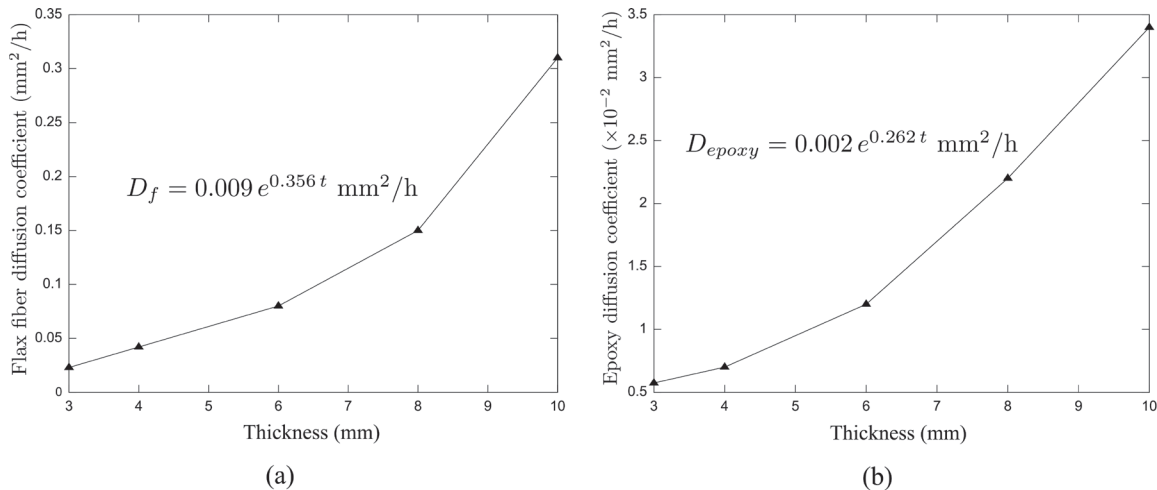 0.35
0.3
0.25
0.2
0.15
0.1
0.05
0
Flax fiber diffusion coefficient (mm²/h)
D_f = 0.009 e^{0.356 t} mm²/h
3 4 5 6 7 8 9 10
Thickness (mm)
(a)
3.5
3
2.5
2
1.5
1
0.5
Epoxy diffusion coefficient (×10⁻² mm²/h)
D_{epoxy} = 0.002 e^{0.262 t} mm²/h
3 4 5 6 7 8 9 10
Thickness (mm)
(b)